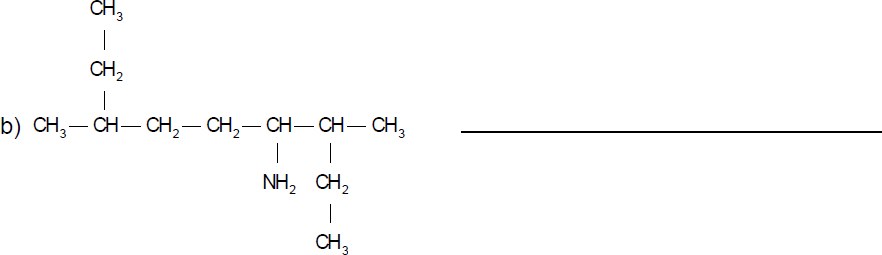 CH₃
|
CH₂
|
b) CH₃—CH—CH₂—CH₂—CH—CH—CH₃
| |
NH₂ CH₂
|
CH₃